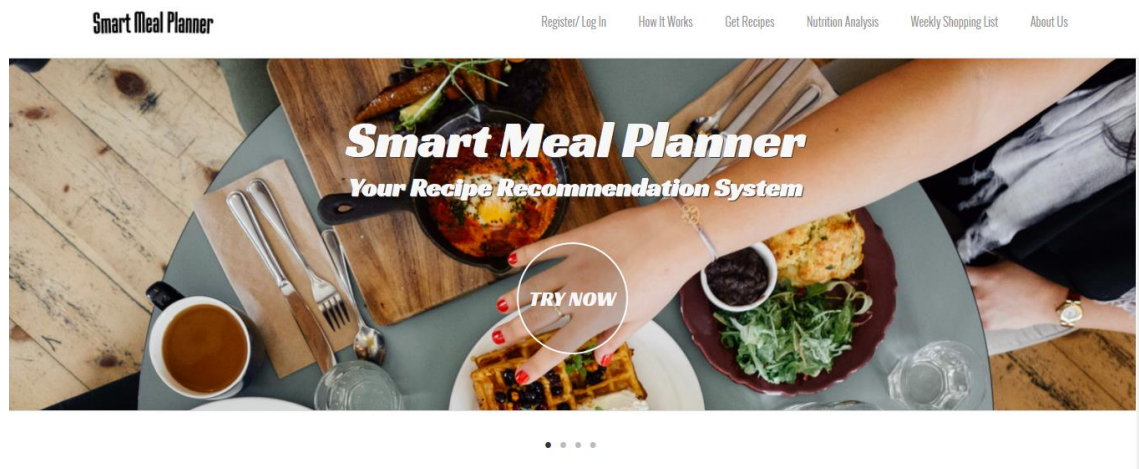 Smart Meal Planner
Register/ Log In How It Works Get Recipes Nutrition Analysis Weekly Shopping List About Us
Smart Meal Planner
Your Recipe Recommendation System
TRY NOW